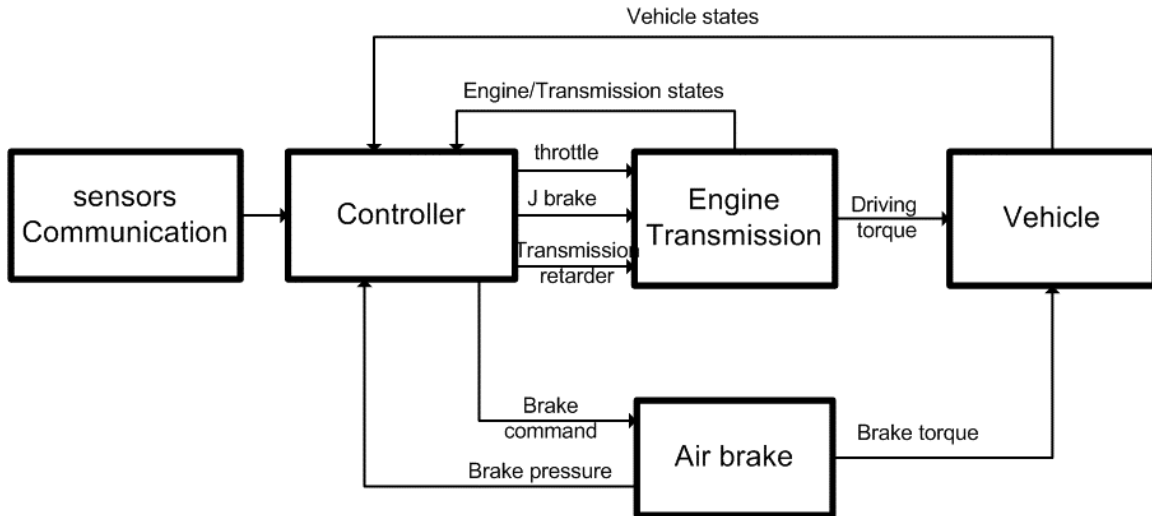 Vehicle states
Engine/Transmission states
sensors
Communication
Controller
throttle
J brake
Transmission
retarder
Engine
Transmission
Driving
torque
Vehicle
Brake
command
Brake pressure
Air brake
Brake torque